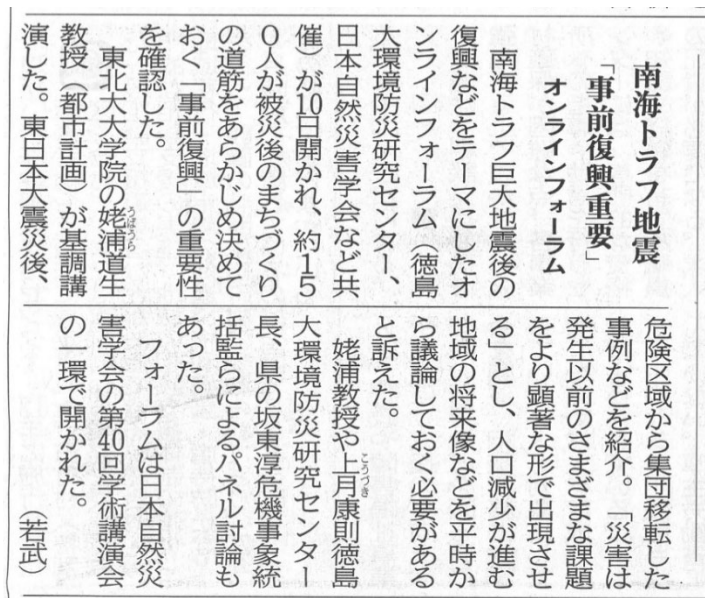 南海トラフ地震
「事前復興重要」
オンラインフォーラム
南海トラフ巨大地震後の
復興などをテーマにしたオ
ンラインフォーラム（徳島
大環境防災研究センター、
日本自然災害学会など共
催）が10日開かれ、約15
0人が被災後のまちづくり
の道筋をあらかじめ決めて
おく「事前復興」の重要性
を確認した。
東北大大学院の姥浦道生
うばうら
教授（都市計画）が基調講
演した。東日本大震災後、
危険区域から集団移転した
事例などを紹介。「災害は
発生以前のさまざまな課題
をより顕著な形で出現させ
る」とし、人口減少が進む
地域の将来像などを平時か
ら議論しておく必要がある
と訴えた。
姥浦教授や上月康則徳島
こうづき
大環境防災研究センター
長、県の坂東淳危機事象統
括監らによるパネル討論も
あった。
フォーラムは日本自然災
害学会の第40回学術講演会
の一環で開かれた。
（若武）